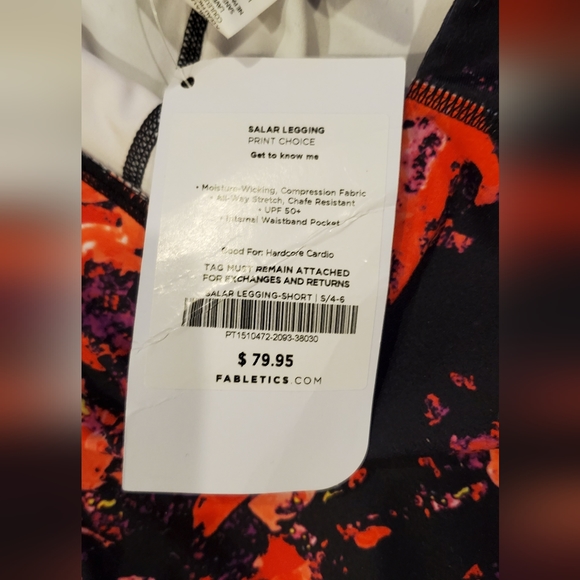 SALAR LEGGING
PRINT CHOICE
Get to know me
• Moisture-Wicking, Compression Fabric
• All-Way Stretch, Chafe Resistant
• UPF 50+
• Internal Waistband Pocket
Good For: Hardcore Cardio
TAG MUST REMAIN ATTACHED
FOR EXCHANGES AND RETURNS
SALAR LEGGING-SHORT | S/4-6
PT1510472-2093-38030
$ 79.95
FABLETICS.COM